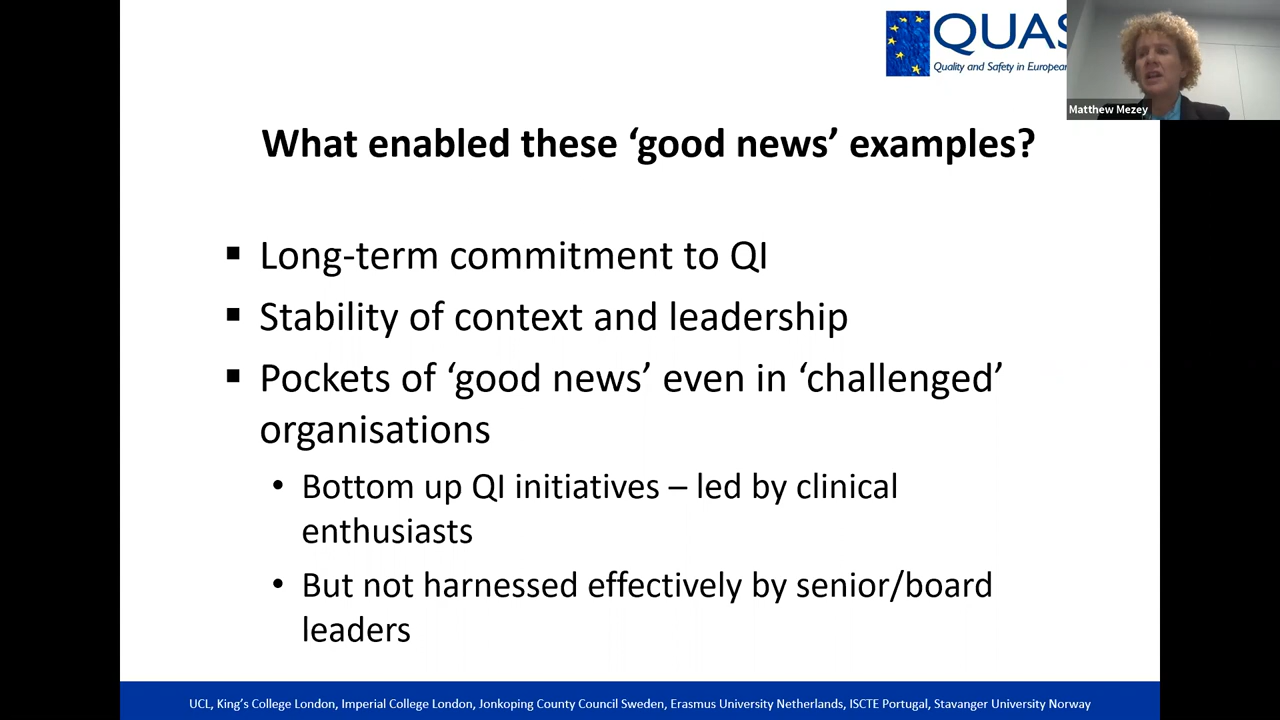 QUAS
Quality and Safety in European
Matthew Mezey
What enabled these ‘good news’ examples?
▪ Long-term commitment to QI
▪ Stability of context and leadership
▪ Pockets of ‘good news’ even in ‘challenged’
organisations
• Bottom up QI initiatives – led by clinical
enthusiasts
• But not harnessed effectively by senior/board
leaders
UCL, King’s College London, Imperial College London, Jonkoping County Council Sweden, Erasmus University Netherlands, ISCTE Portugal, Stavanger University Norway